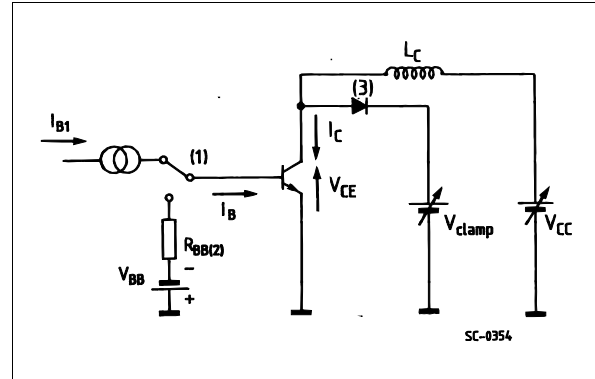 L_C
(3)
I_B1
(1)
I_C
V_CE
I_B
R_BB(2)
V_clamp
V_CC
V_BB
−
+
SC-0354